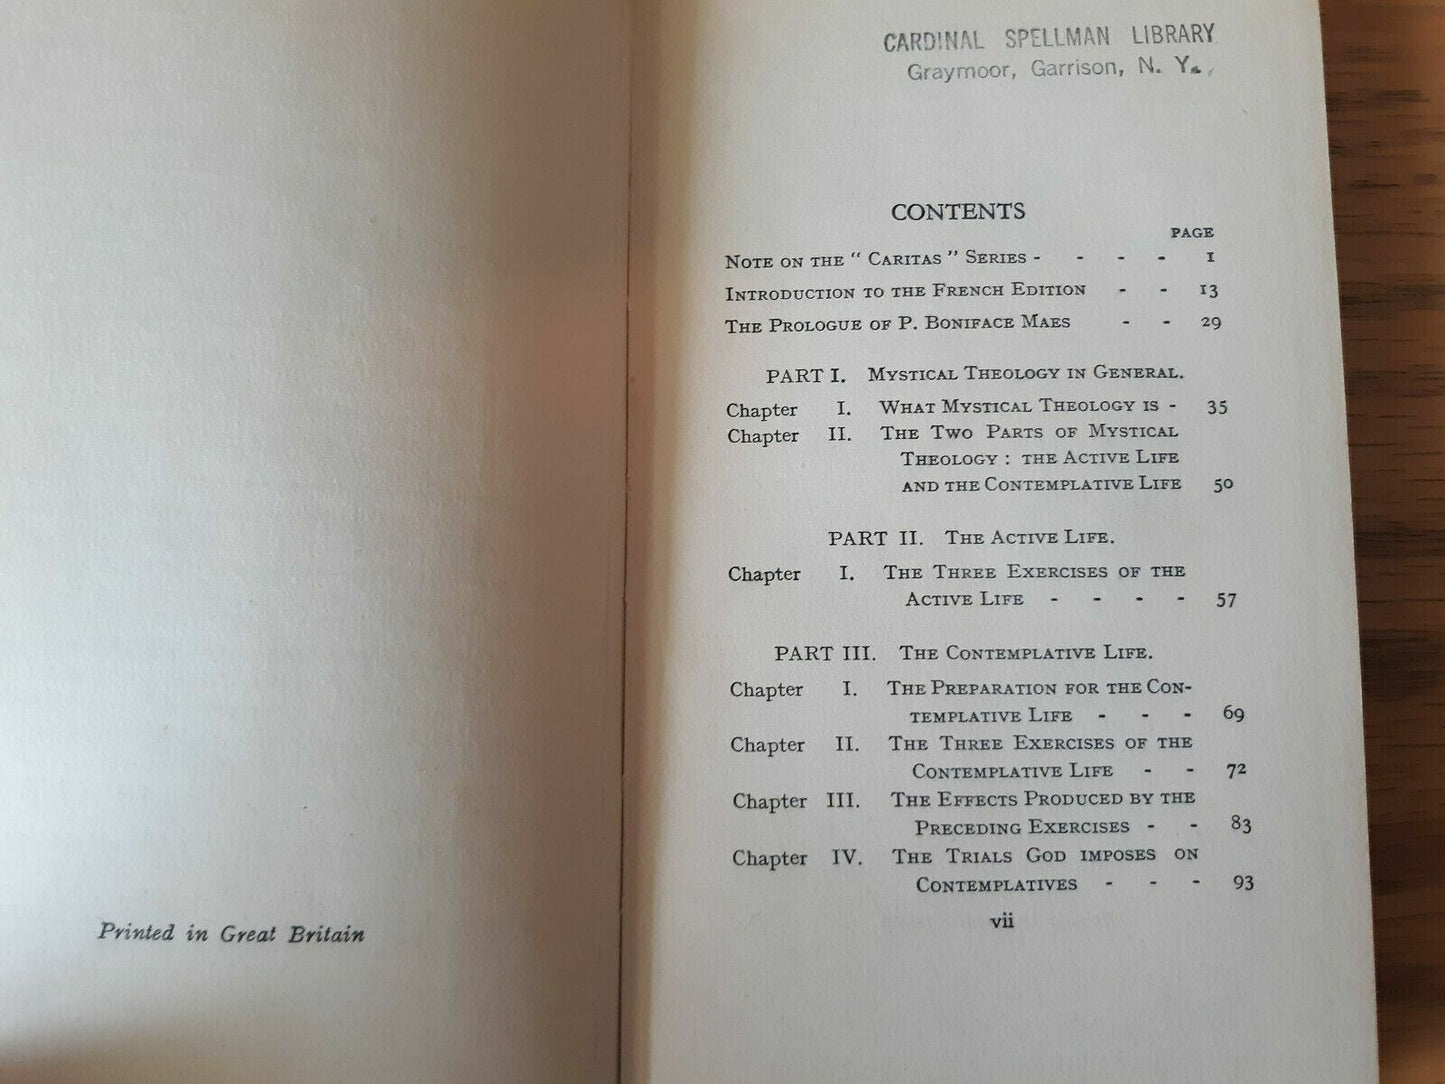 CARDINAL SPELLMAN LIBRARY
Graymoor, Garrison, N. Y.
CONTENTS
PAGE
NOTE ON THE “ CARITAS ” SERIES - - - - 1
INTRODUCTION TO THE FRENCH EDITION - - 13
THE PROLOGUE OF P. BONIFACE MAES - - 29
PART I. MYSTICAL THEOLOGY IN GENERAL.
Chapter I. WHAT MYSTICAL THEOLOGY IS - 35
Chapter II. THE TWO PARTS OF MYSTICAL
THEOLOGY : THE ACTIVE LIFE
AND THE CONTEMPLATIVE LIFE 50
PART II. THE ACTIVE LIFE.
Chapter I. THE THREE EXERCISES OF THE
ACTIVE LIFE - - - - 57
PART III. THE CONTEMPLATIVE LIFE.
Chapter I. THE PREPARATION FOR THE CON-
TEMPLATIVE LIFE - - - 69
Chapter II. THE THREE EXERCISES OF THE
CONTEMPLATIVE LIFE - - 72
Chapter III. THE EFFECTS PRODUCED BY THE
PRECEDING EXERCISES - - 83
Chapter IV. THE TRIALS GOD IMPOSES ON
CONTEMPLATIVES - - - 93
vii
Printed in Great Britain